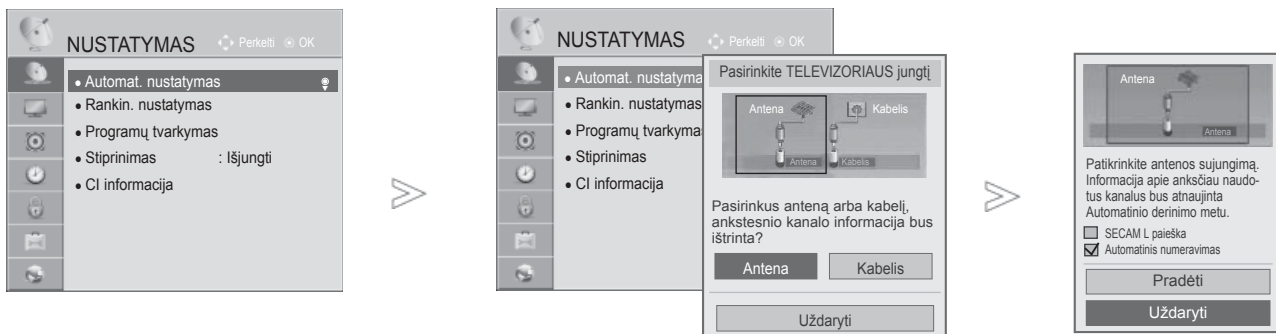 NUSTATYMAS
Perkelti
OK
Automat. nustatymas
Rankin. nustatymas
Programų tvarkymas
Stiprinimas : Išjungti
CI informacija
NUSTATYMAS
Perkelti
OK
Automat. nustatyma
Rankin. nustatymas
Programų tvarkymas
Stiprinimas
CI informacija
Pasirinkite TELEVIZORIAUS jungtį
Antena
Kabelis
Antena
Kabelis
Pasirinkus anteną arba kabelį,
ankstesnio kanalo informacija bus
ištrinta?
Antena
Kabelis
Uždaryti
Antena
Antena
Patikrinkite antenos sujungimą.
Informacija apie anksčiau naudo-
tus kanalus bus atnaujinta
Automatinio derinimo metu.
SECAM L paieška
Automatinis numeravimas
Pradėti
Uždaryti